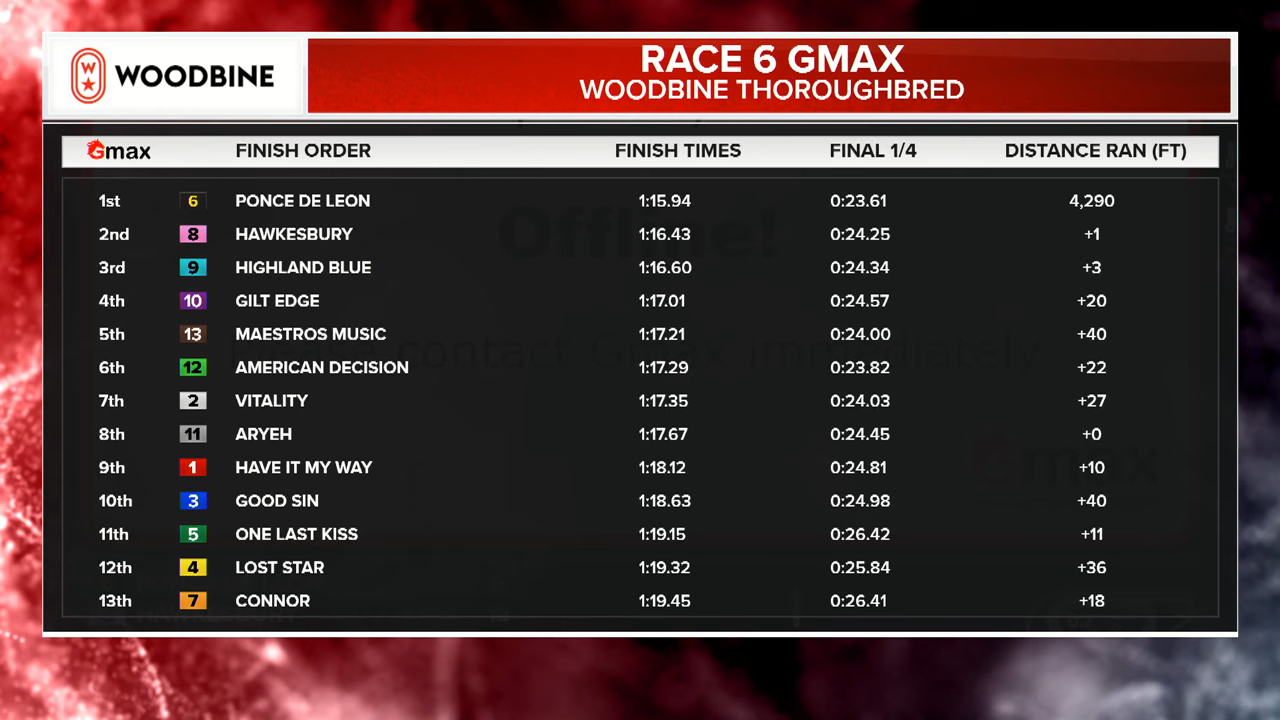 W
WOODBINE
RACE 6 GMAX
WOODBINE THOROUGHBRED
Gmax FINISH ORDER FINISH TIMES FINAL 1/4 DISTANCE RAN (FT)
1st 6 PONCE DE LEON 1:15.94 0:23.61 4,290
2nd 8 HAWKESBURY 1:16.43 0:24.25 +1
3rd 9 HIGHLAND BLUE 1:16.60 0:24.34 +3
4th 10 GILT EDGE 1:17.01 0:24.57 +20
5th 13 MAESTROS MUSIC 1:17.21 0:24.00 +40
6th 12 AMERICAN DECISION 1:17.29 0:23.82 +22
7th 2 VITALITY 1:17.35 0:24.03 +27
8th 11 ARYEH 1:17.67 0:24.45 +0
9th 1 HAVE IT MY WAY 1:18.12 0:24.81 +10
10th 3 GOOD SIN 1:18.63 0:24.98 +40
11th 5 ONE LAST KISS 1:19.15 0:26.42 +11
12th 4 LOST STAR 1:19.32 0:25.84 +36
13th 7 CONNOR 1:19.45 0:26.41 +18
Offline!
contact Gmax immediately
Gmax